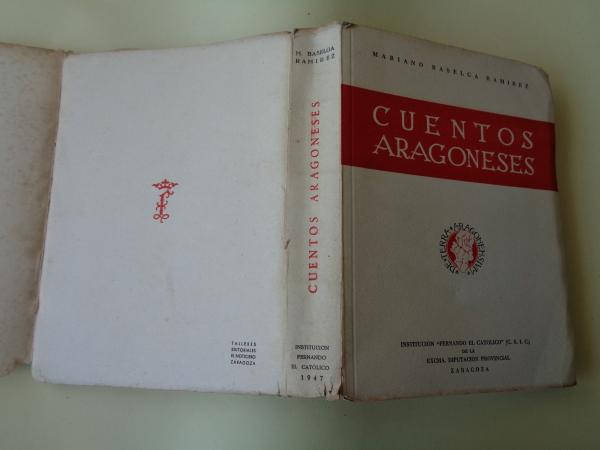 TALLERES
EDITORIALES
EL NOTICIERO
ZARAGOZA
M. BASELGA
RAMIREZ
CUENTOS ARAGONESES
INSTITUCION
FERNANDO
EL CATOLICO
1947
MARIANO BASELGA RAMIREZ
CUENTOS
ARAGONESES
DE·TERRA·ARAGONENSIUM
INSTITUCION "FERNANDO EL CATOLICO" (C. S. I. C.)
DE LA
EXCMA. DIPUTACION PROVINCIAL
ZARAGOZA